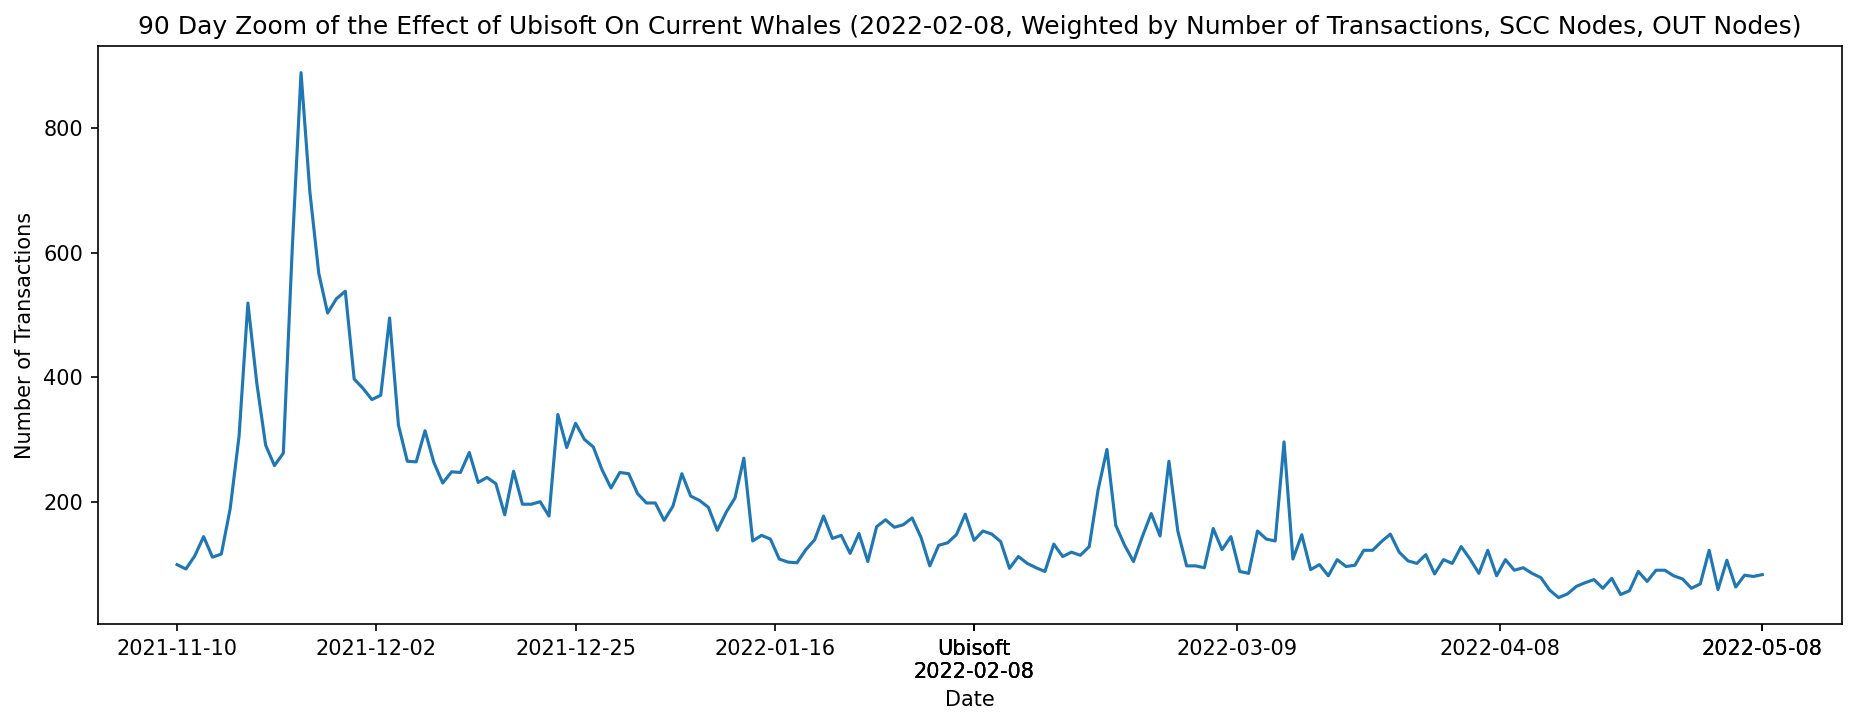 90 Day Zoom of the Effect of Ubisoft On Current Whales (2022-02-08, Weighted by Number of Transactions, SCC Nodes, OUT Nodes)
Number of Transactions
800
600
400
200
2021-11-10 2021-12-02 2021-12-25 2022-01-16 Ubisoft 2022-03-09 2022-04-08 2022-05-08
2022-02-08
Date